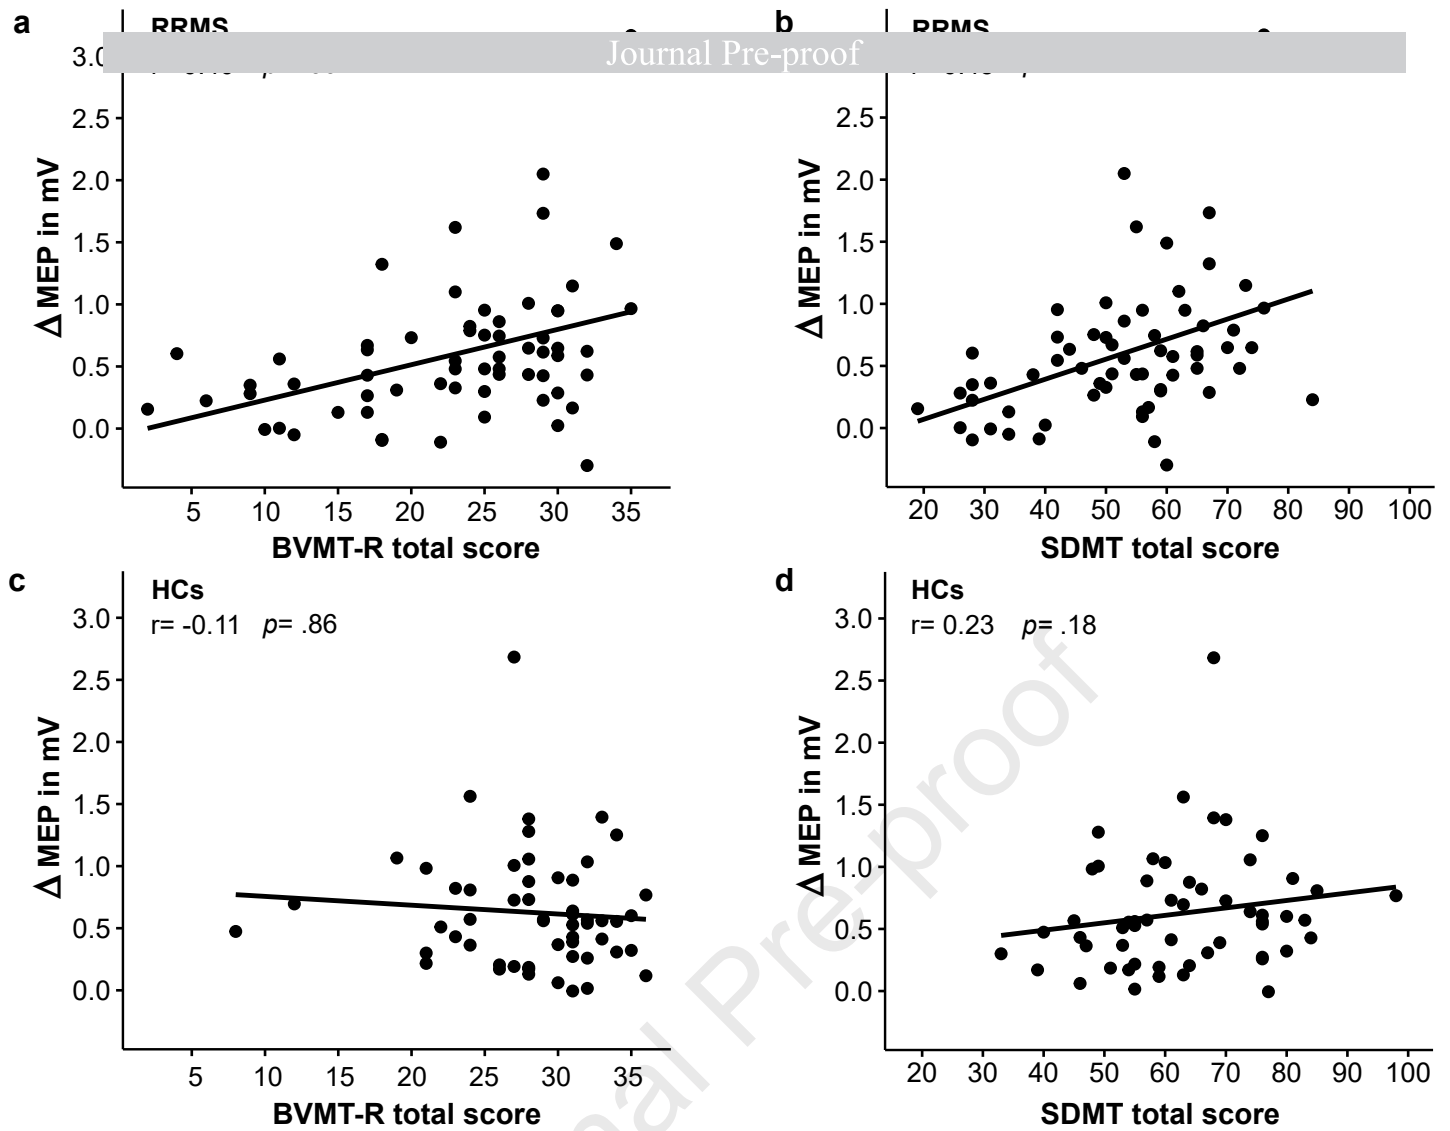 a
RRMS
Journal Pre-proof
3.0
2.5
2.0
1.5
1.0
0.5
0.0
Δ MEP in mV
5 10 15 20 25 30 35
BVMT-R total score
b
RRMS
2.5
2.0
1.5
1.0
0.5
0.0
Δ MEP in mV
20 30 40 50 60 70 80 90 100
SDMT total score
c
HCs
r= -0.11 p= .86
3.0
2.5
2.0
1.5
1.0
0.5
0.0
Δ MEP in mV
5 10 15 20 25 30 35
BVMT-R total score
d
HCs
r= 0.23 p= .18
3.0
2.5
2.0
1.5
1.0
0.5
0.0
Δ MEP in mV
20 30 40 50 60 70 80 90 100
SDMT total score
nal Pre-proof